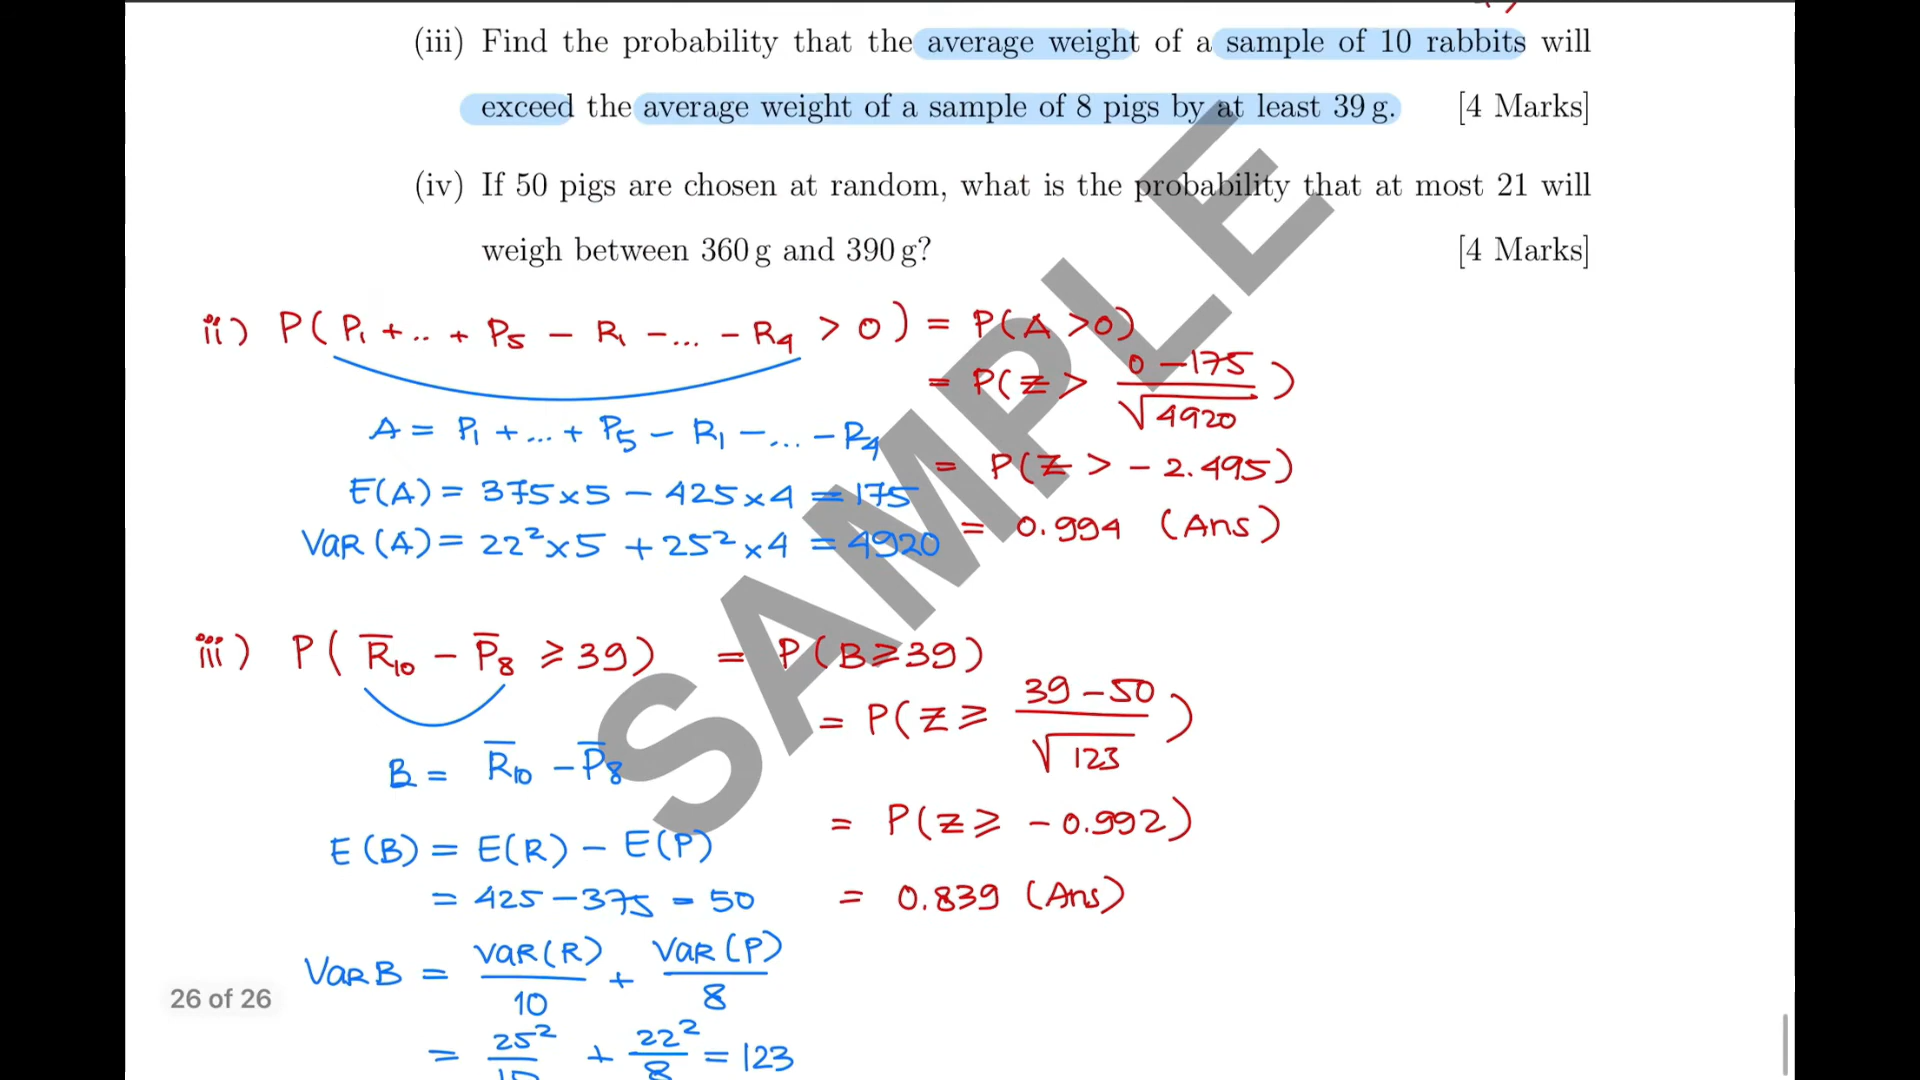 (iii) Find the probability that the average weight of a sample of 10 rabbits will
exceed the average weight of a sample of 8 pigs by at least 39 g. [4 Marks]
(iv) If 50 pigs are chosen at random, what is the probability that at most 21 will
weigh between 360 g and 390 g? [4 Marks]
SAMPLE
ii) P(P₁ + .. + P₅ − R₁ − ... − R₄ > 0) = P(A > 0)
= P(Z > (0 − 175)/√4920)
A = P₁ + ... + P₅ − R₁ − ... − R₄
= P(Z > − 2.495)
E(A) = 375 × 5 − 425 × 4 = 175
= 0.994 (Ans)
VAR(A) = 22² × 5 + 25² × 4 = 4920
iii) P(R̅₁₀ − P̅₈ ≥ 39) = P(B ≥ 39)
= P(Z ≥ (39 − 50)/√123)
B = R̅₁₀ − P̅₈
= P(Z ≥ − 0.992)
E(B) = E(R) − E(P)
= 425 − 375 = 50
= 0.839 (Ans)
VAR B = VAR(R)/10 + VAR(P)/8
= 25²/10 + 22²/8 = 123
26 of 26